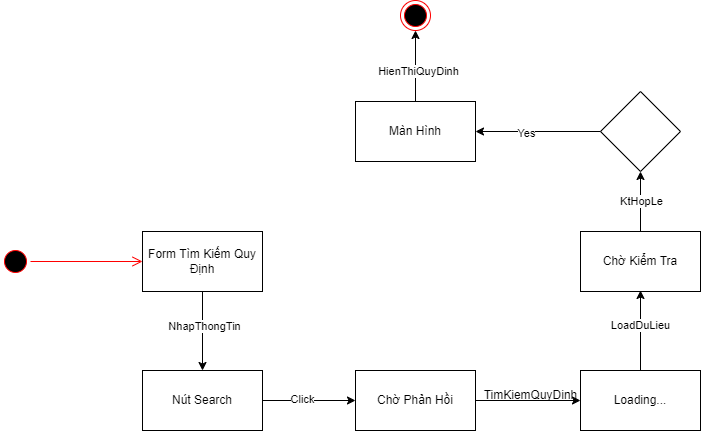 HienThiQuyDinh
Màn Hình
Yes
KtHopLe
Form Tìm Kiếm Quy
Định
Chờ Kiểm Tra
NhapThongTin
LoadDuLieu
Nút Search
Click
Chờ Phản Hồi
TimKiemQuyDinh
Loading...